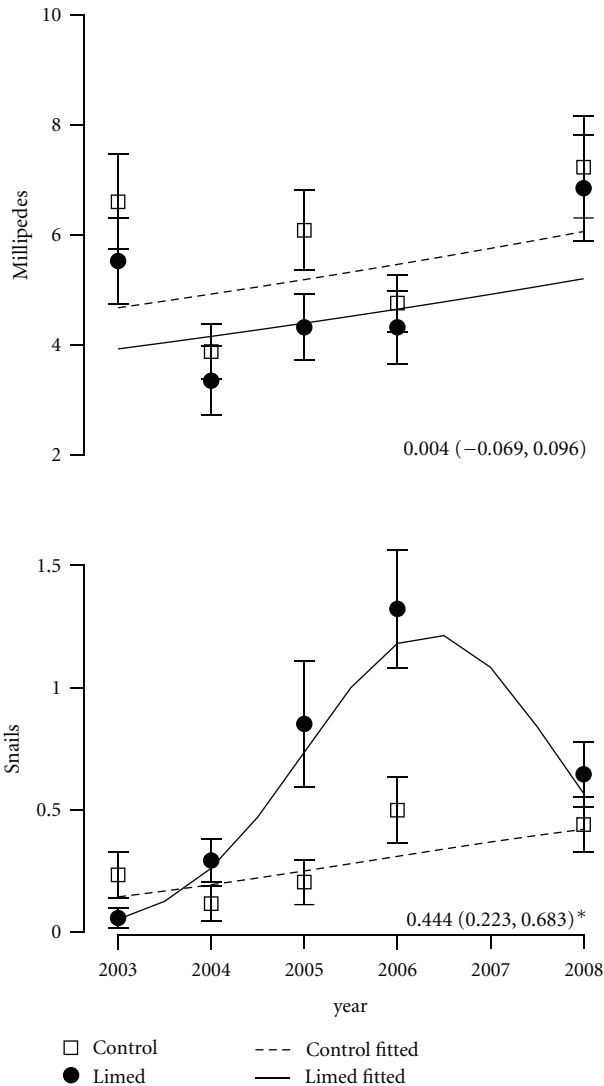 10
8
6
4
2
Millipedes
0.004 (−0.069, 0.096)
1.5
1
0.5
0
Snails
0.444 (0.223, 0.683)*
2003 2004 2005 2006 2007 2008
year
Control Control fitted
Limed Limed fitted